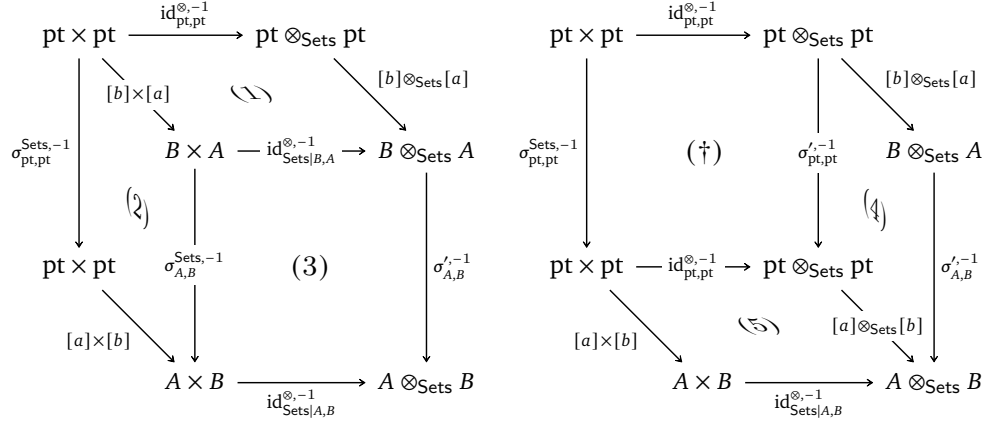 pt × pt id^{⊗,-1}_{pt,pt} pt ⊗_{Sets} pt pt × pt id^{⊗,-1}_{pt,pt} pt ⊗_{Sets} pt
[b]×[a] (1) [b]⊗_{Sets}[a] [b]⊗_{Sets}[a]
σ^{Sets,-1}_{pt,pt} B × A id^{⊗,-1}_{Sets|B,A} B ⊗_{Sets} A σ^{Sets,-1}_{pt,pt} (†) σ'^{,-1}_{pt,pt} B ⊗_{Sets} A
(2) (4)
pt × pt σ^{Sets,-1}_{A,B} (3) σ'^{,-1}_{A,B} pt × pt id^{⊗,-1}_{pt,pt} pt ⊗_{Sets} pt σ'^{,-1}_{A,B}
[a]×[b] [a]×[b] (5) [a]⊗_{Sets}[b]
A × B id^{⊗,-1}_{Sets|A,B} A ⊗_{Sets} B A × B id^{⊗,-1}_{Sets|A,B} A ⊗_{Sets} B